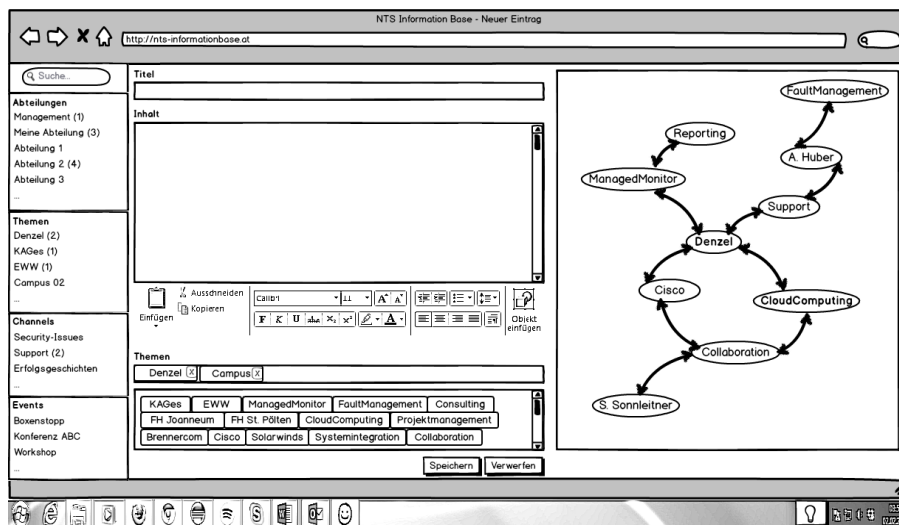 NTS Information Base - Neuer Eintrag
http://nts-informationbase.at
Suche...
Abteilungen
Management (1)
Meine Abteilung (3)
Abteilung 1
Abteilung 2 (4)
Abteilung 3
...
Themen
Denzel (2)
KAGes (1)
EWW (1)
Campus 02
...
Channels
Security-Issues
Support (2)
Erfolgsgeschichten
...
Events
Boxenstopp
Konferenz ABC
Workshop
...
Titel
Inhalt
Einfügen
Ausschneiden
Kopieren
Calibri
11
F K U abc X₂ X²
Objekt
einfügen
Themen
Denzel x Campus x
KAGes EWW ManagedMonitor FaultManagement Consulting
FH Joanneum FH St. Pölten CloudComputing Projektmanagement
Brennercom Cisco Solarwinds Systemintegration Collaboration
Speichern Verwerfen
FaultManagement
Reporting
A. Huber
ManagedMonitor
Support
Denzel
Cisco
CloudComputing
Collaboration
S. Sonnleitner